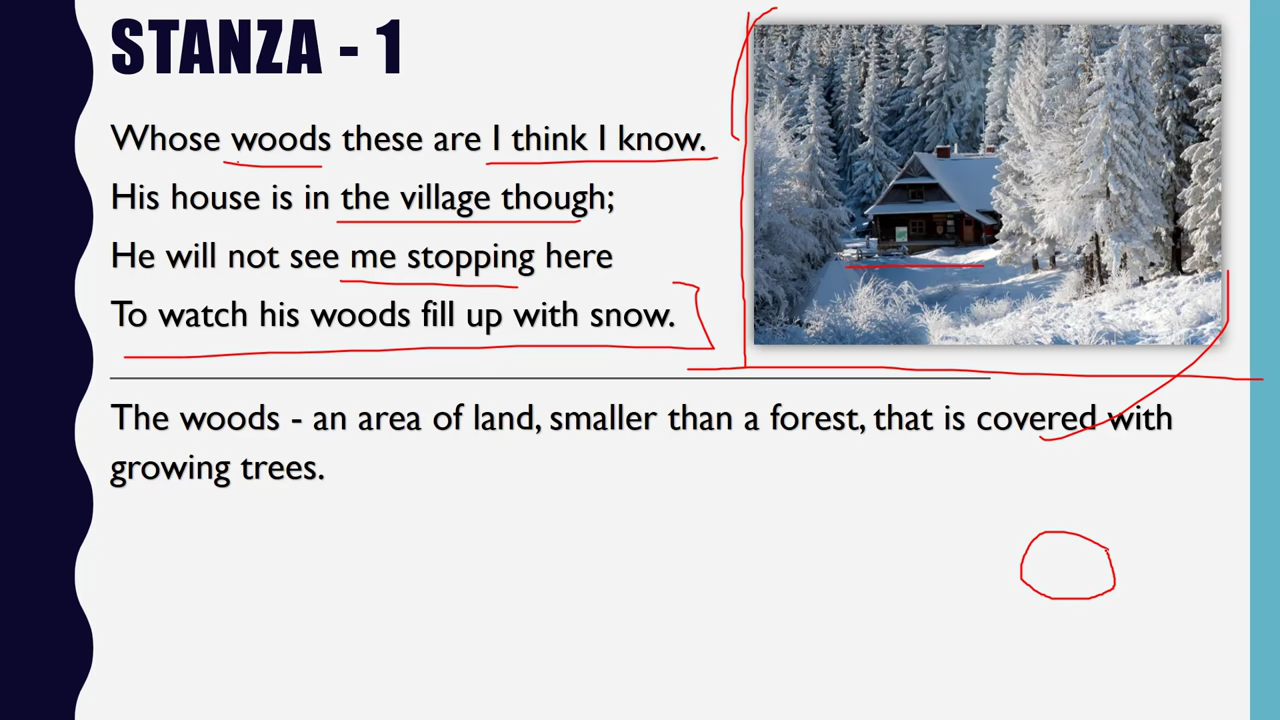 STANZA - 1
Whose woods these are I think I know.
His house is in the village though;
He will not see me stopping here
To watch his woods fill up with snow.
The woods - an area of land, smaller than a forest, that is covered with
growing trees.